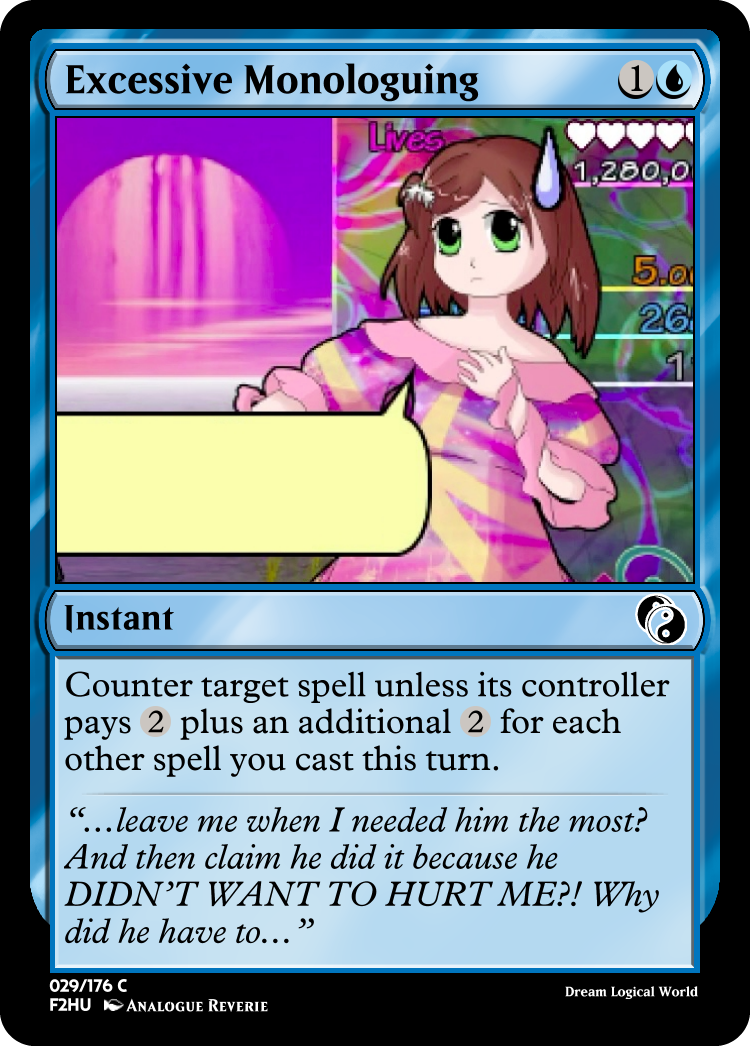 Excessive Monologuing
1
Lives
1,280,0
5.00
26
1
Instant
Counter target spell unless its controller
pays 2 plus an additional 2 for each
other spell you cast this turn.
“…leave me when I needed him the most?
And then claim he did it because he
DIDN’T WANT TO HURT ME?! Why
did he have to…”
029/176 C
F2HU ANALOGUE REVERIE
Dream Logical World